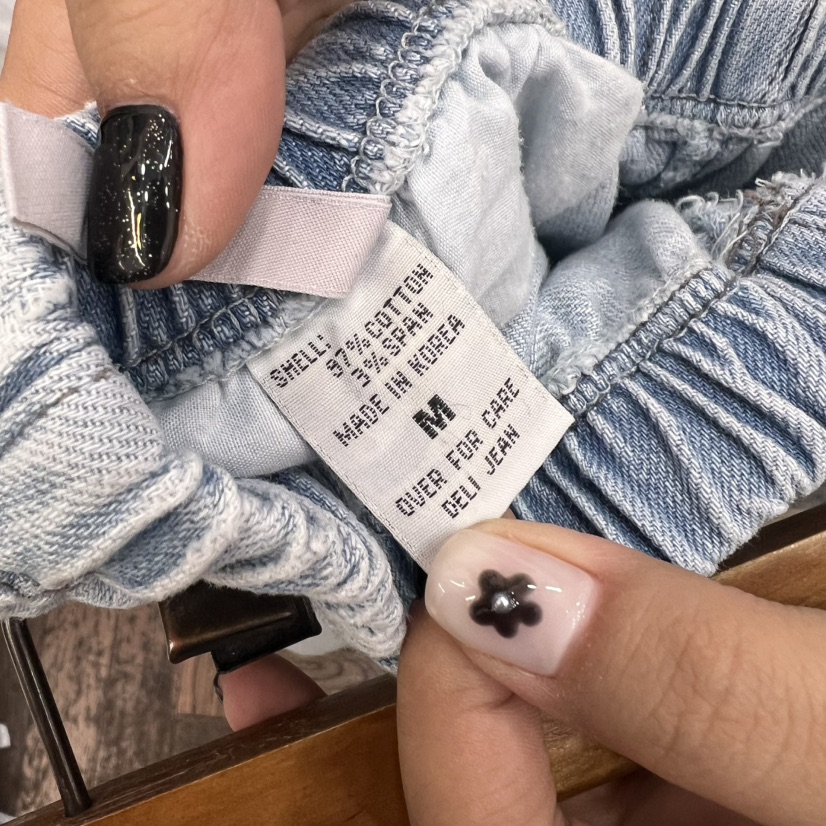 SHELL:
97% COTTON
3% SPAN
MADE IN KOREA
M
OVER FOR CARE
DELI JEAN